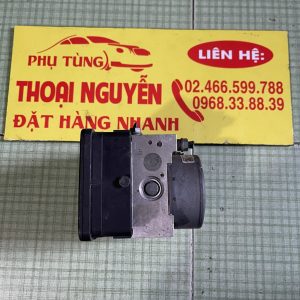 PHỤ TÙNG
THOẠI NGUYỄN
ĐẶT HÀNG NHANH
LIÊN HỆ:
02.466.599.788
0968.33.88.39